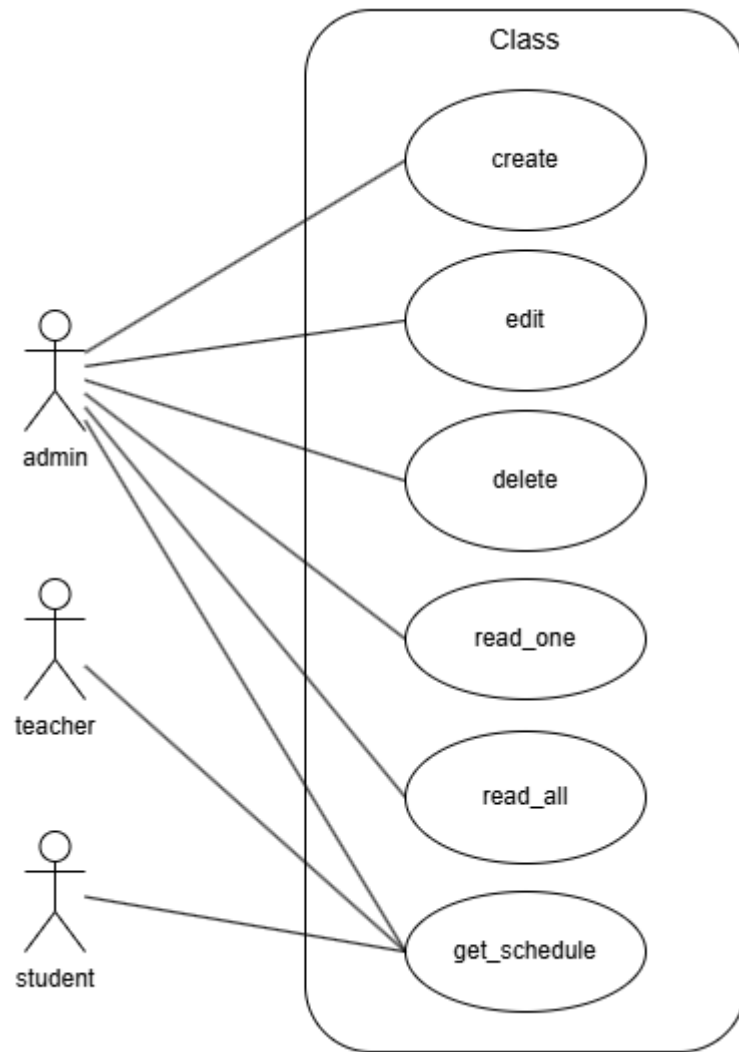 Class
create
edit
admin
delete
read_one
teacher
read_all
get_schedule
student